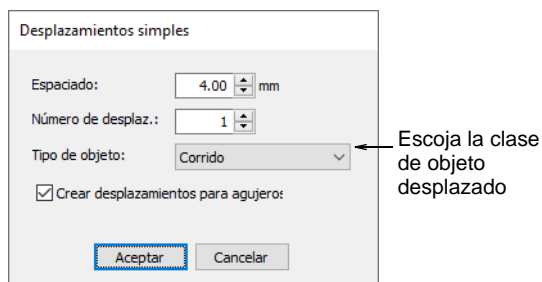 Desplazamientos simples
Espaciado: 4.00 mm
Número de desplaz.: 1
Tipo de objeto: Corrido
Escoja la clase
de objeto
desplazado
Crear desplazamientos para agujeros
Aceptar Cancelar